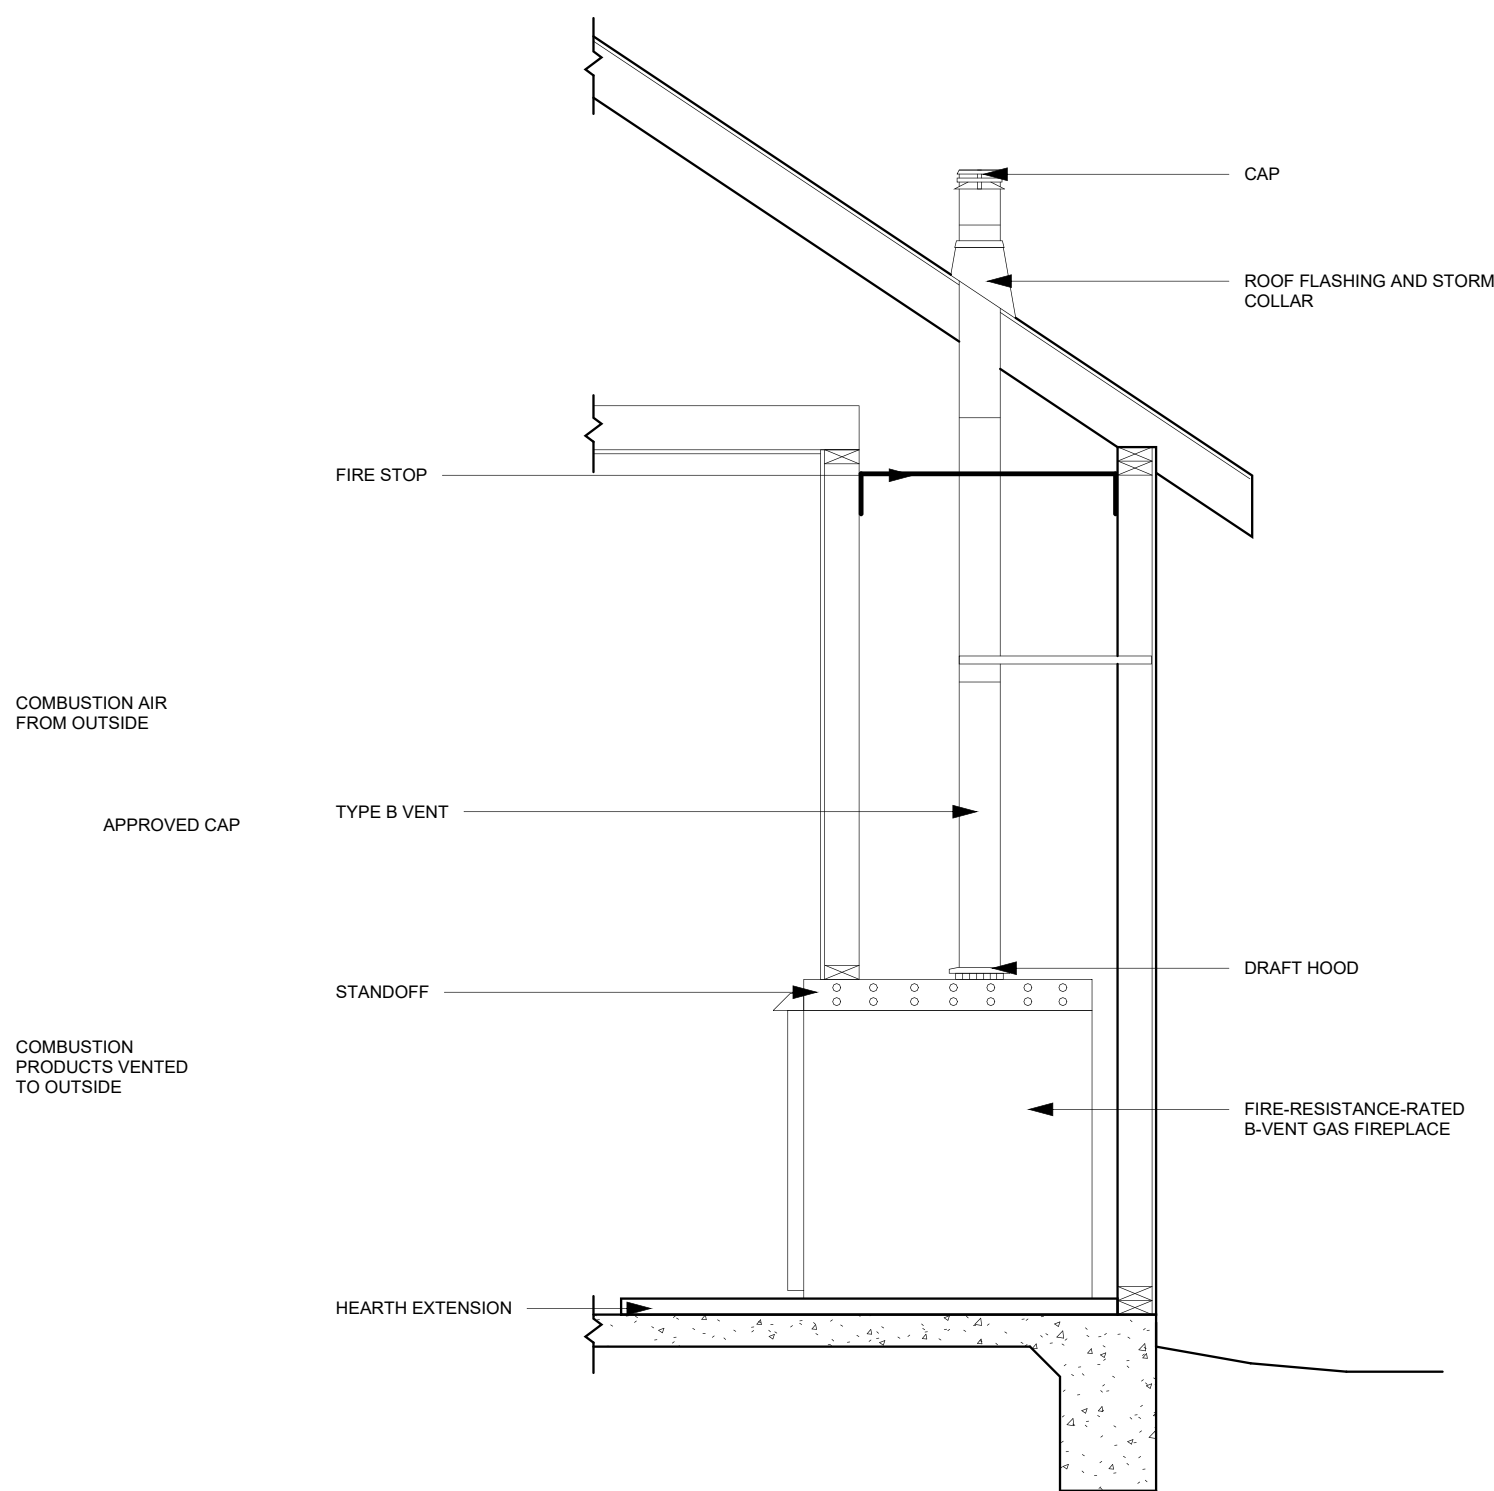 CAP
ROOF FLASHING AND STORM
COLLAR
FIRE STOP
COMBUSTION AIR
FROM OUTSIDE
TYPE B VENT
APPROVED CAP
DRAFT HOOD
STANDOFF
COMBUSTION
PRODUCTS VENTED
TO OUTSIDE
FIRE-RESISTANCE-RATED
B-VENT GAS FIREPLACE
HEARTH EXTENSION